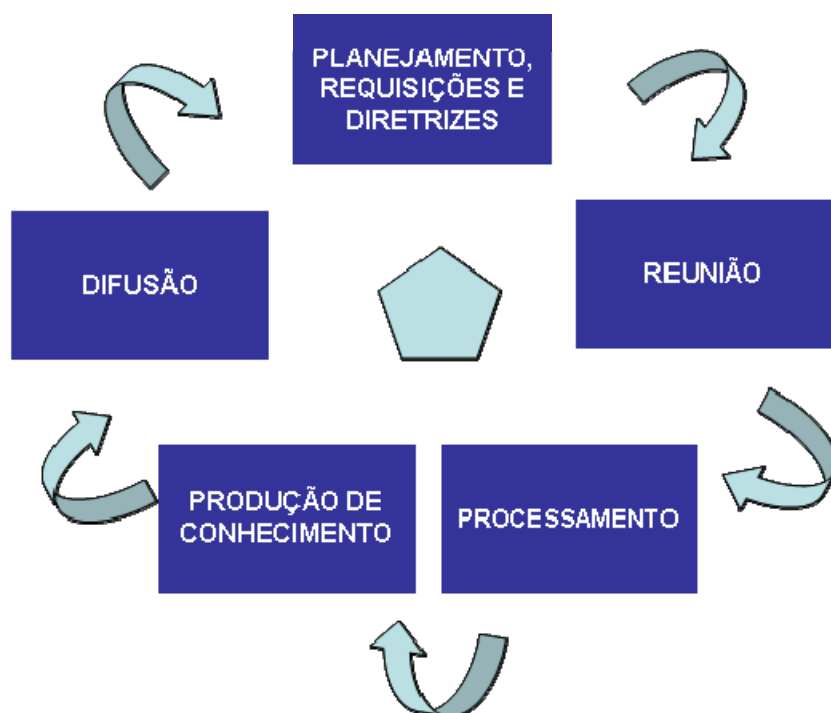 PLANEJAMENTO,
REQUISIÇÕES E
DIRETRIZES
DIFUSÃO
REUNIÃO
PRODUÇÃO DE
CONHECIMENTO
PROCESSAMENTO